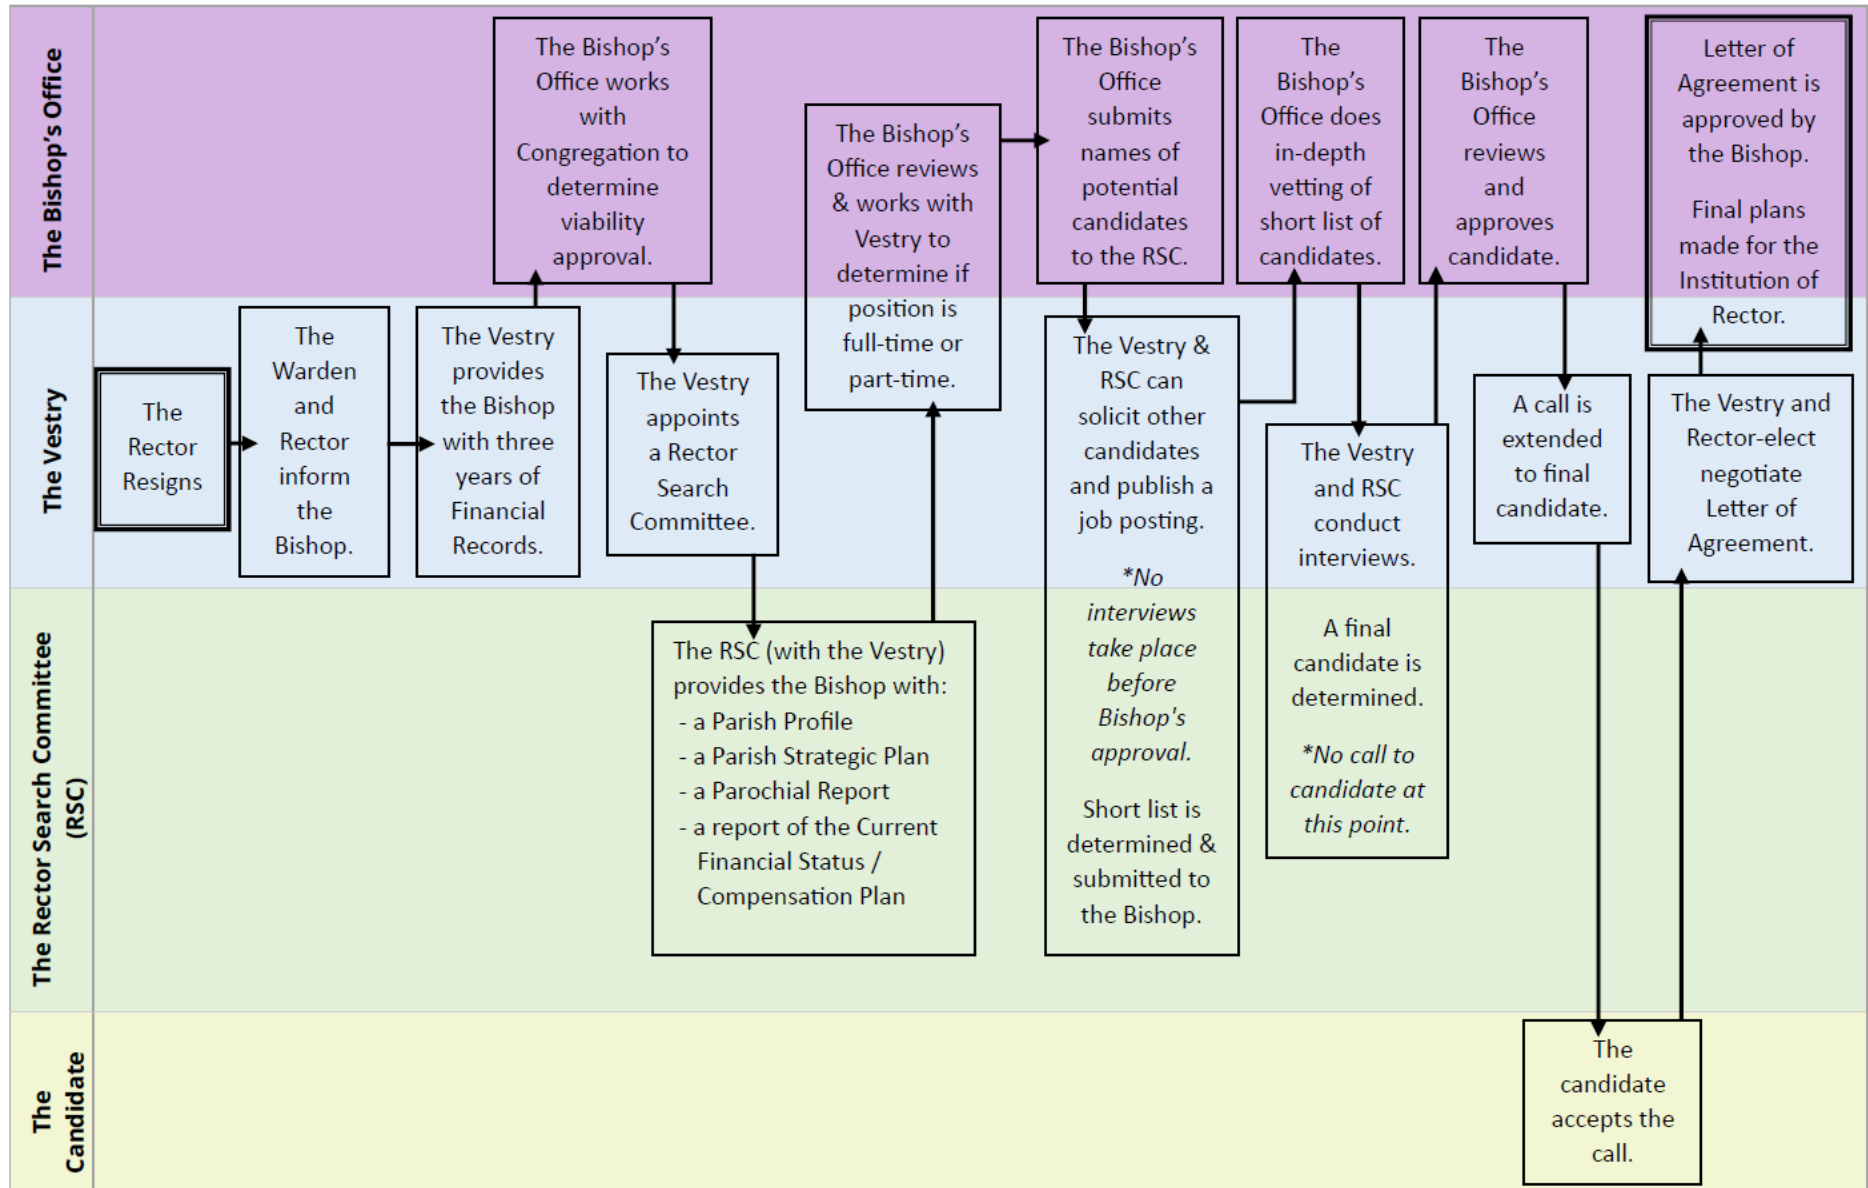 The Bishop's Office
The Bishop's
Office works
with
Congregation to
determine
viability
approval.
The Bishop's
Office reviews
& works with
Vestry to
determine if
position is
full-time or
part-time.
The Bishop's
Office
submits
names of
potential
candidates
to the RSC.
The
Bishop's
Office does
in-depth
vetting of
short list of
candidates.
The
Bishop's
Office
reviews
and
approves
candidate.
Letter of
Agreement is
approved by
the Bishop.
Final plans
made for the
Institution of
Rector.
The Vestry
The
Rector
Resigns
The
Warden
and
Rector
inform
the
Bishop.
The Vestry
provides
the Bishop
with three
years of
Financial
Records.
The Vestry
appoints
a Rector
Search
Committee.
The Vestry &
RSC can
solicit other
candidates
and publish a
job posting.
*No
interviews
take place
before
Bishop's
approval.
Short list is
determined &
submitted to
the Bishop.
The Vestry
and RSC
conduct
interviews.
A final
candidate is
determined.
*No call to
candidate at
this point.
A call is
extended
to final
candidate.
The Vestry and
Rector-elect
negotiate
Letter of
Agreement.
The Rector Search Committee
(RSC)
The RSC (with the Vestry)
provides the Bishop with:
- a Parish Profile
- a Parish Strategic Plan
- a Parochial Report
- a report of the Current
Financial Status /
Compensation Plan
The
Candidate
The
candidate
accepts the
call.